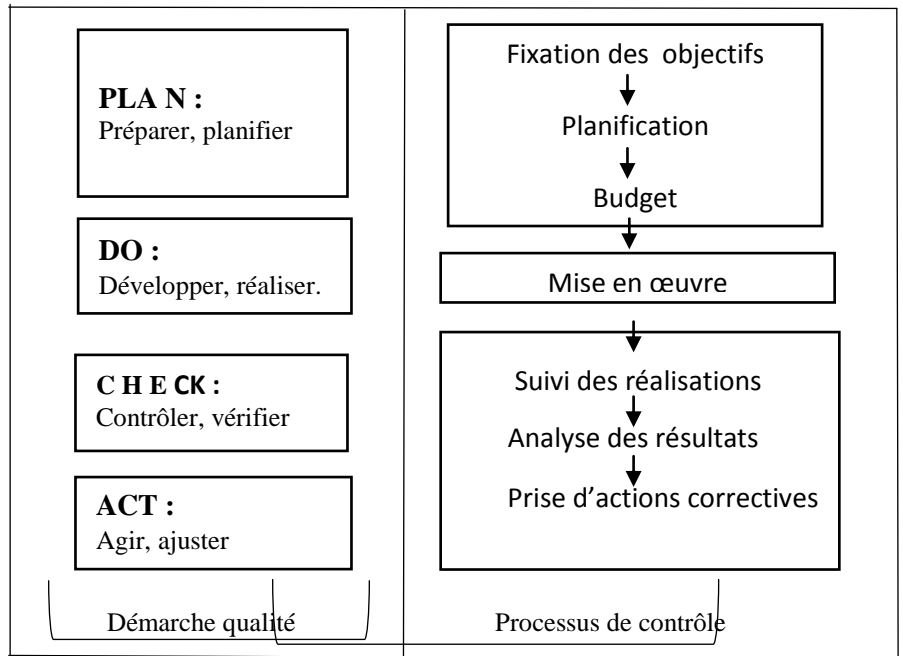 PLA N :
Préparer, planifier
DO :
Développer, réaliser.
C H E CK :
Contrôler, vérifier
ACT :
Agir, ajuster
Démarche qualité
Fixation des objectifs
Planification
Budget
Mise en œuvre
Suivi des réalisations
Analyse des résultats
Prise d’actions correctives
Processus de contrôle